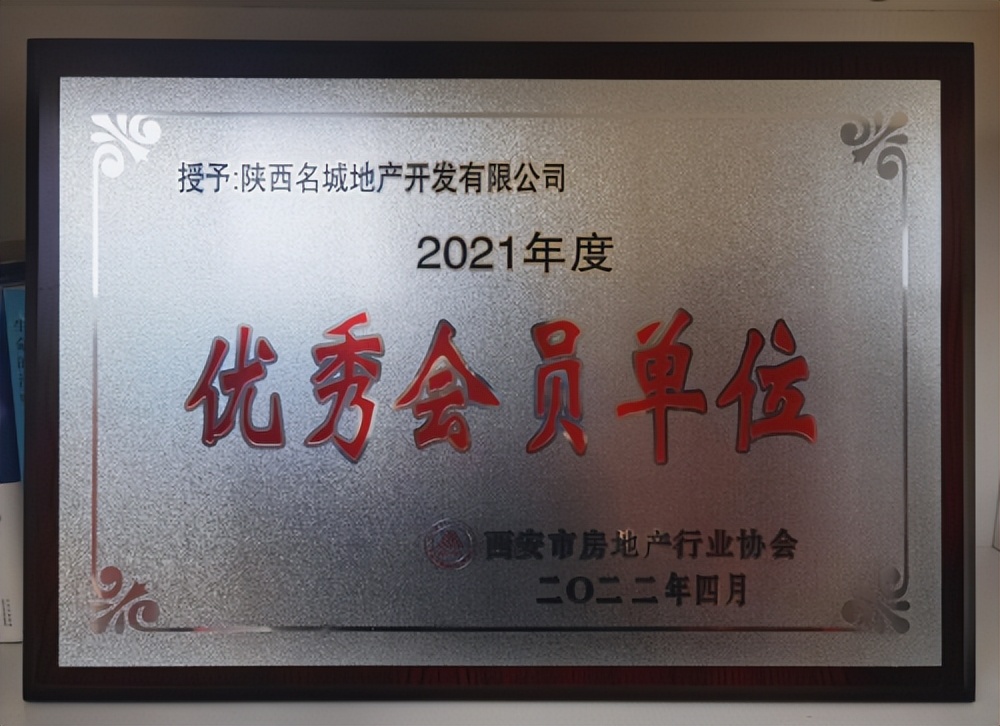 授予:陕西名城地产开发有限公司
2021年度
优秀会员单位
西安市房地产行业协会
二〇二二年四月